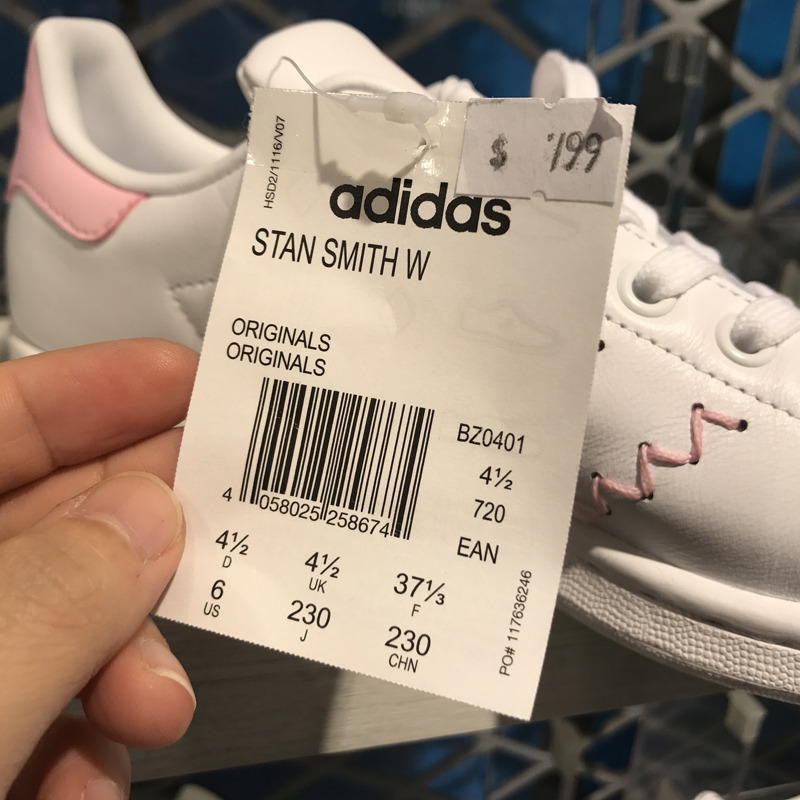 HSD2/1116/V07
$ 799
adidas
STAN SMITH W
ORIGINALS
ORIGINALS
BZ0401
4½
720
EAN
4 058025 258674
4½ 4½ 37⅓
D UK F
6 230 230
US J CHN
PO# 117636246